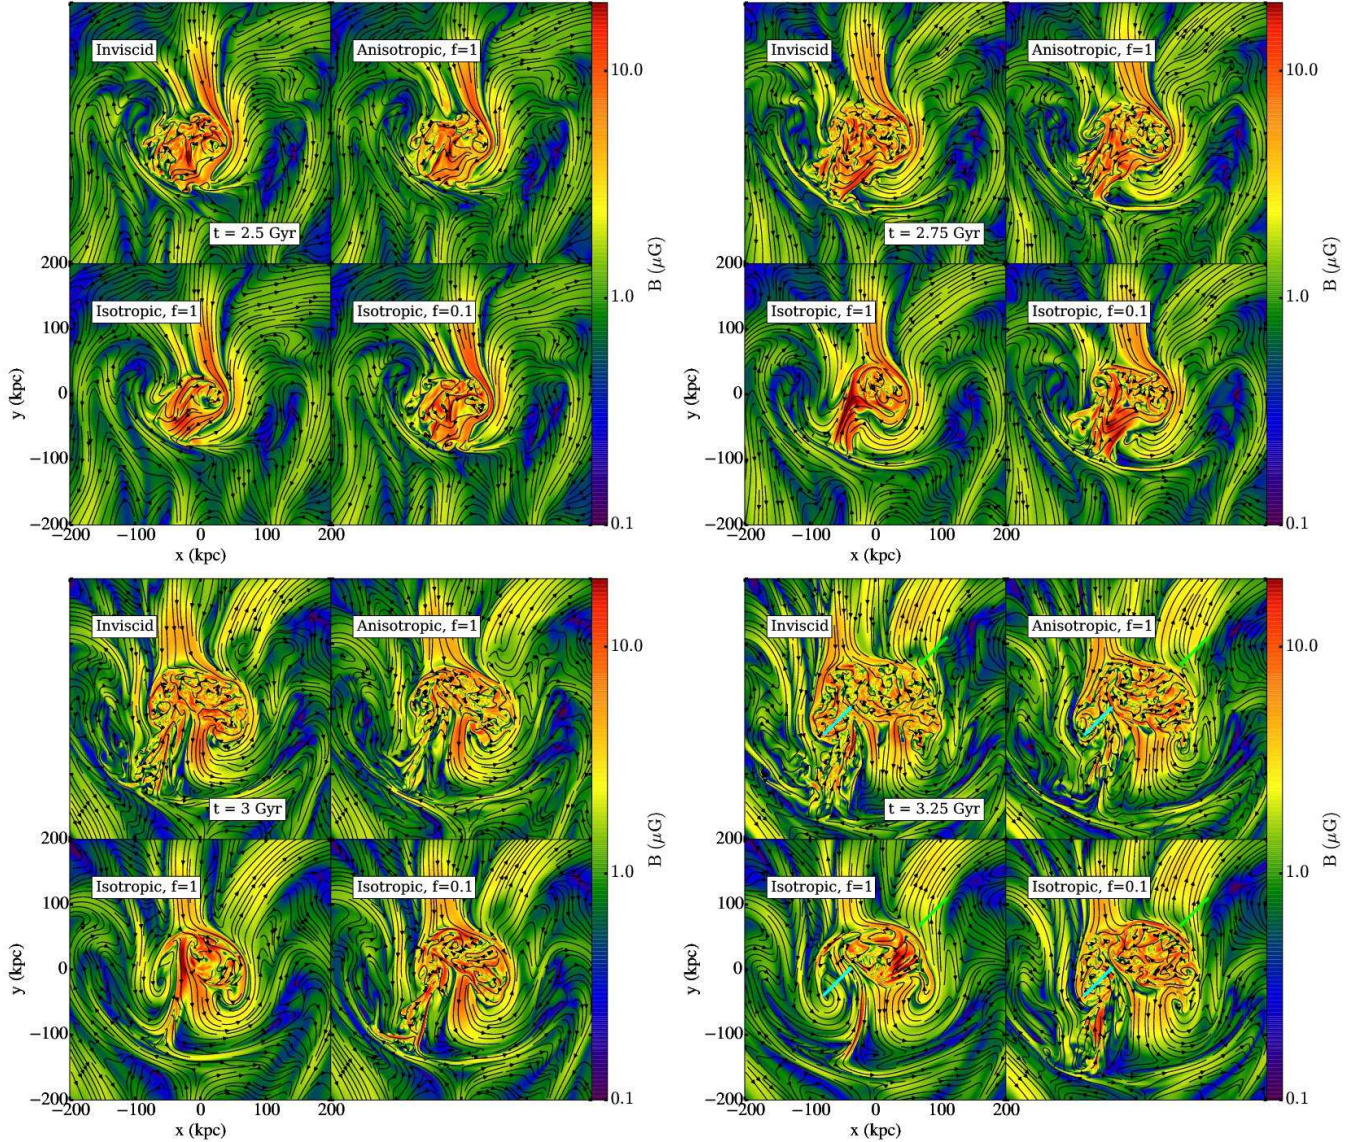 Inviscid
Anisotropic, f=1
t = 2.5 Gyr
Isotropic, f=1
Isotropic, f=0.1
200
100
0
−100
−200
y (kpc)
−200 −100 0 100 200
x (kpc)
10.0
1.0
0.1
B (μG)
Inviscid
Anisotropic, f=1
t = 2.75 Gyr
Isotropic, f=1
Isotropic, f=0.1
200
100
0
−100
−200
y (kpc)
−200 −100 0 100 200
x (kpc)
10.0
1.0
0.1
B (μG)
Inviscid
Anisotropic, f=1
t = 3 Gyr
Isotropic, f=1
Isotropic, f=0.1
200
100
0
−100
−200
y (kpc)
−200 −100 0 100 200
x (kpc)
10.0
1.0
0.1
B (μG)
Inviscid
Anisotropic, f=1
t = 3.25 Gyr
Isotropic, f=1
Isotropic, f=0.1
200
100
0
−100
−200
y (kpc)
−200 −100 0 100 200
x (kpc)
10.0
1.0
0.1
B (μG)